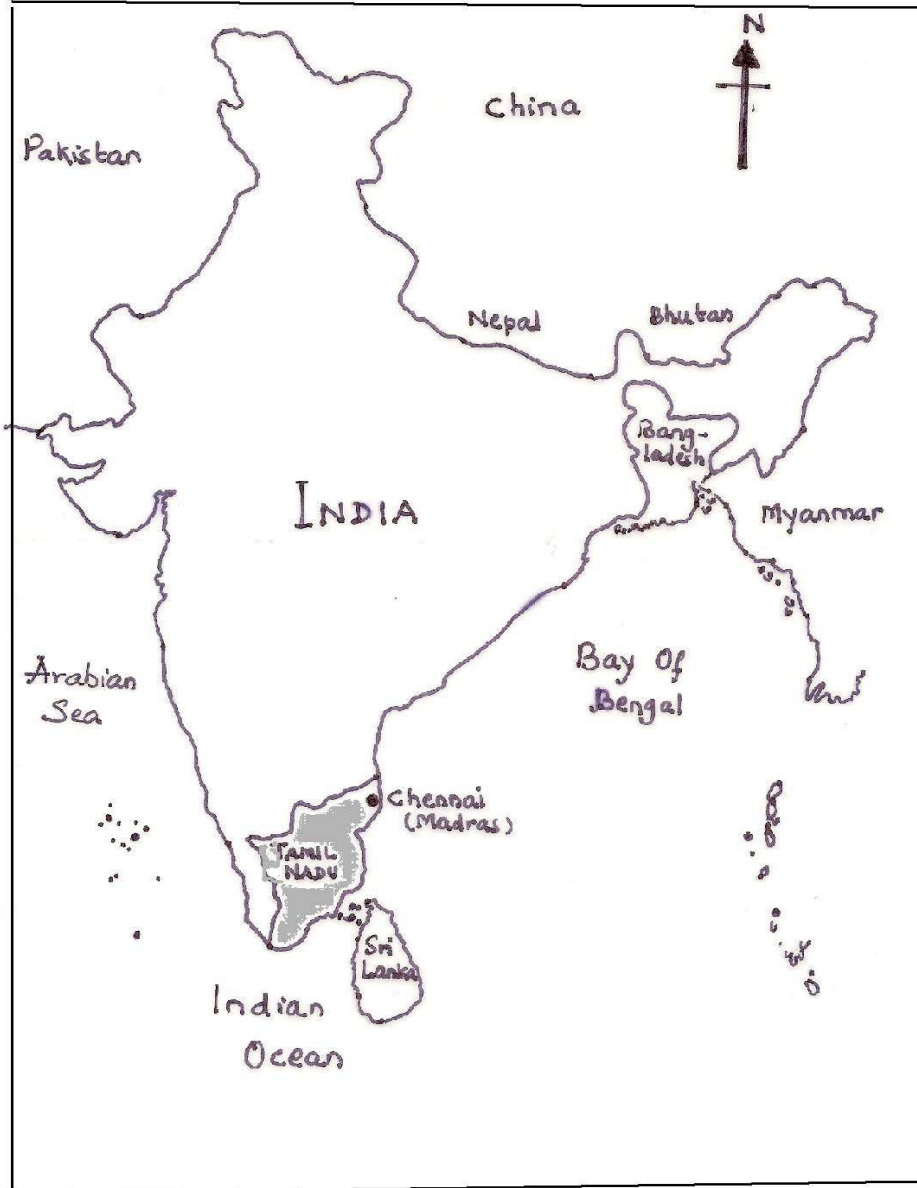 N
China
Pakistan
Nepal
Bhutan
Bang-
ladesh
INDIA
Myanmar
Arabian
Sea
Bay Of
Bengal
Chennai
(Madras)
TAMIL
NADU
Sri
Lanka
Indian
Ocean